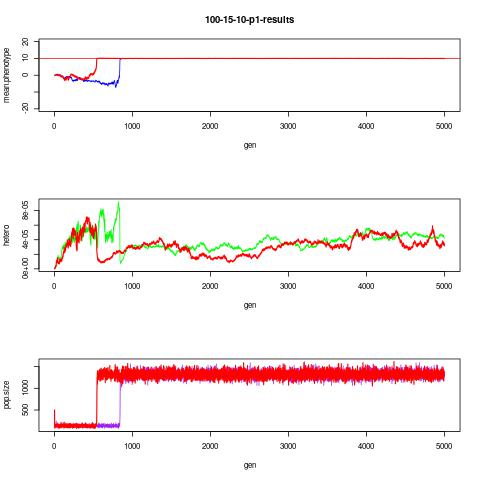 100-15-10-p1-results
mean phenotype
20
10
0
-20
0 1000 2000 3000 4000 5000
gen
hetero
8e-05
4e-05
0e+00
0 1000 2000 3000 4000 5000
gen
pop.size
1000
500
0 1000 2000 3000 4000 5000
gen